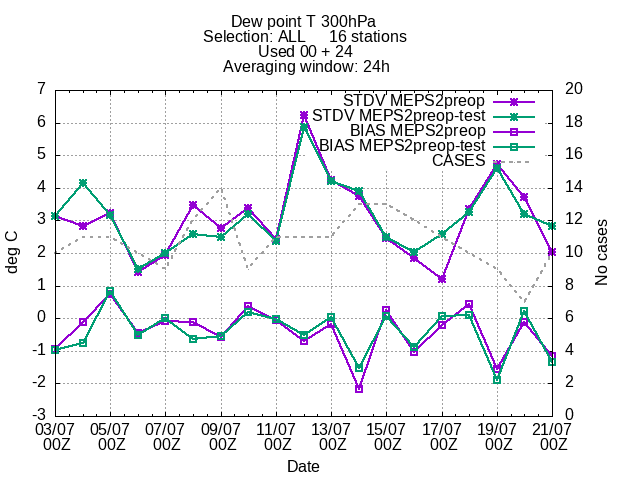 Dew point T 300hPa
Selection: ALL     16 stations
Used 00 + 24
Averaging window: 24h
STDV MEPS2preop
STDV MEPS2preop-test
BIAS MEPS2preop
BIAS MEPS2preop-test
CASES
deg C
7
6
5
4
3
2
1
0
-1
-2
-3
20
18
16
14
12
10
8
6
4
2
0
No cases
03/07 05/07 07/07 09/07 11/07 13/07 15/07 17/07 19/07 21/07
00Z 00Z 00Z 00Z 00Z 00Z 00Z 00Z 00Z 00Z
Date